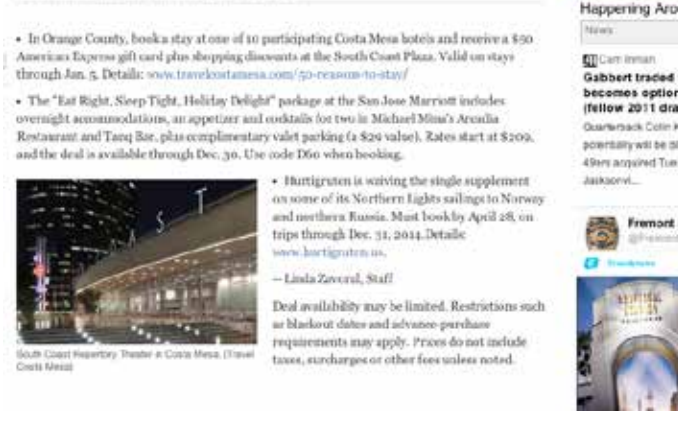 • In Orange County, book a stay at one of 10 participating Costa Mesa hotels and receive a $50
American Express gift card plus shopping discounts at the South Coast Plaza. Valid on stays
through Jan. 5. Details: www.travelcostamesa.com/50-reasons-to-stay/
• The "Eat Right, Sleep Tight, Holiday Delight" package at the San Jose Marriott includes
overnight accommodations, an appetizer and cocktails for two in Michael Mina's Arcadia
Restaurant and Tanq Bar, plus complimentary valet parking (a $29 value). Rates start at $209,
and the deal is available through Dec. 30. Use code D60 when booking.
• Hurtigruten is waiving the single supplement
on some of its Northern Lights sailings to Norway
and northern Russia. Must book by April 28, on
trips through Dec. 31, 2014. Details:
www.hurtigruten.us.
— Linda Zavoral, Staff
Deal availability may be limited. Restrictions such
as blackout dates and advance-purchase
requirements may apply. Prices do not include
taxes, surcharges or other fees unless noted.
South Coast Repertory Theater in Costa Mesa. (Travel
Costa Mesa)
Happening Aro
News
Cam Inman
Gabbert traded
becomes option
(fellow 2011 dra
Quarterback Colin K
potentially will be
49ers acquired Tue
Jacksonvi...
Fremont